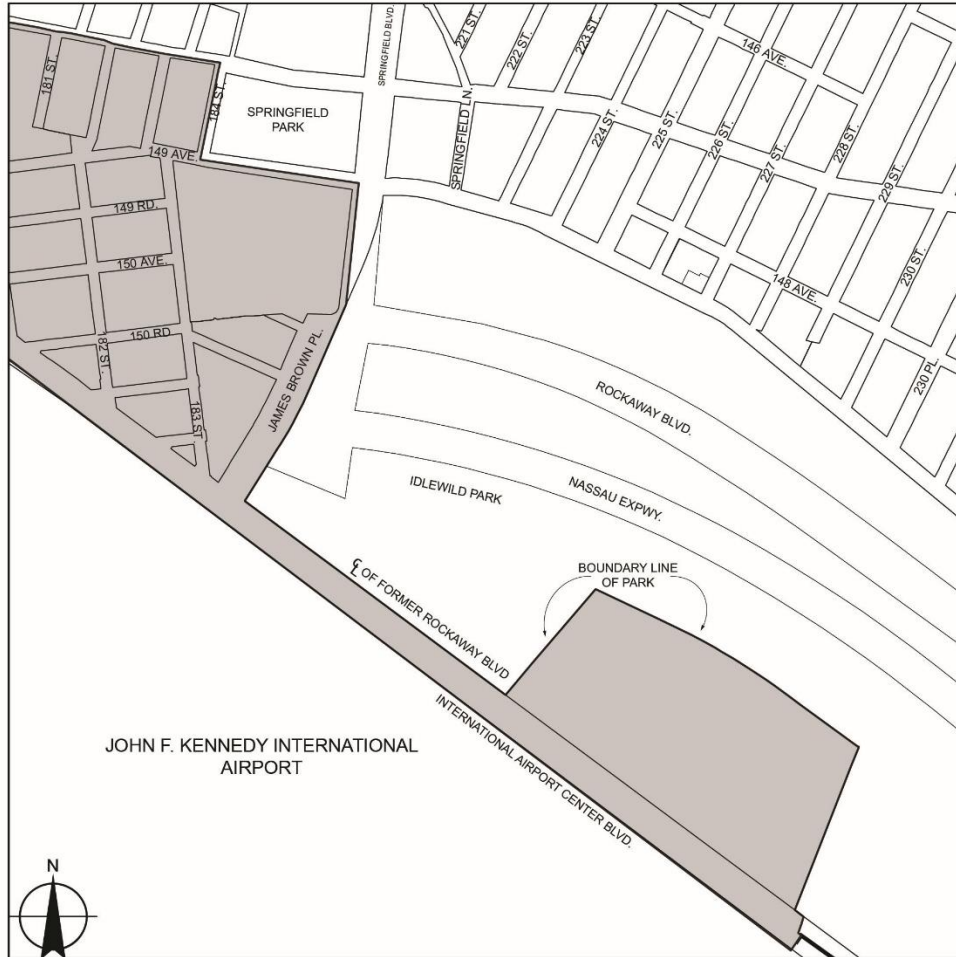 SPRINGFIELD BLVD.
221 ST.
222 ST.
223 ST.
146 AVE.
181 ST.
184 ST.
SPRINGFIELD
PARK
SPRINGFIELD LN.
224 ST.
225 ST.
226 ST.
227 ST.
228 ST.
229 ST.
149 AVE.
149 RD.
150 AVE.
150 RD
182 ST.
183 ST
JAMES BROWN PL.
148 AVE.
230 ST.
230 PL.
ROCKAWAY BLVD.
NASSAU EXPWY.
IDLEWILD PARK
BOUNDARY LINE
OF PARK
℄ OF FORMER ROCKAWAY BLVD
INTERNATIONAL AIRPORT CENTER BLVD.
JOHN F. KENNEDY INTERNATIONAL
AIRPORT
N